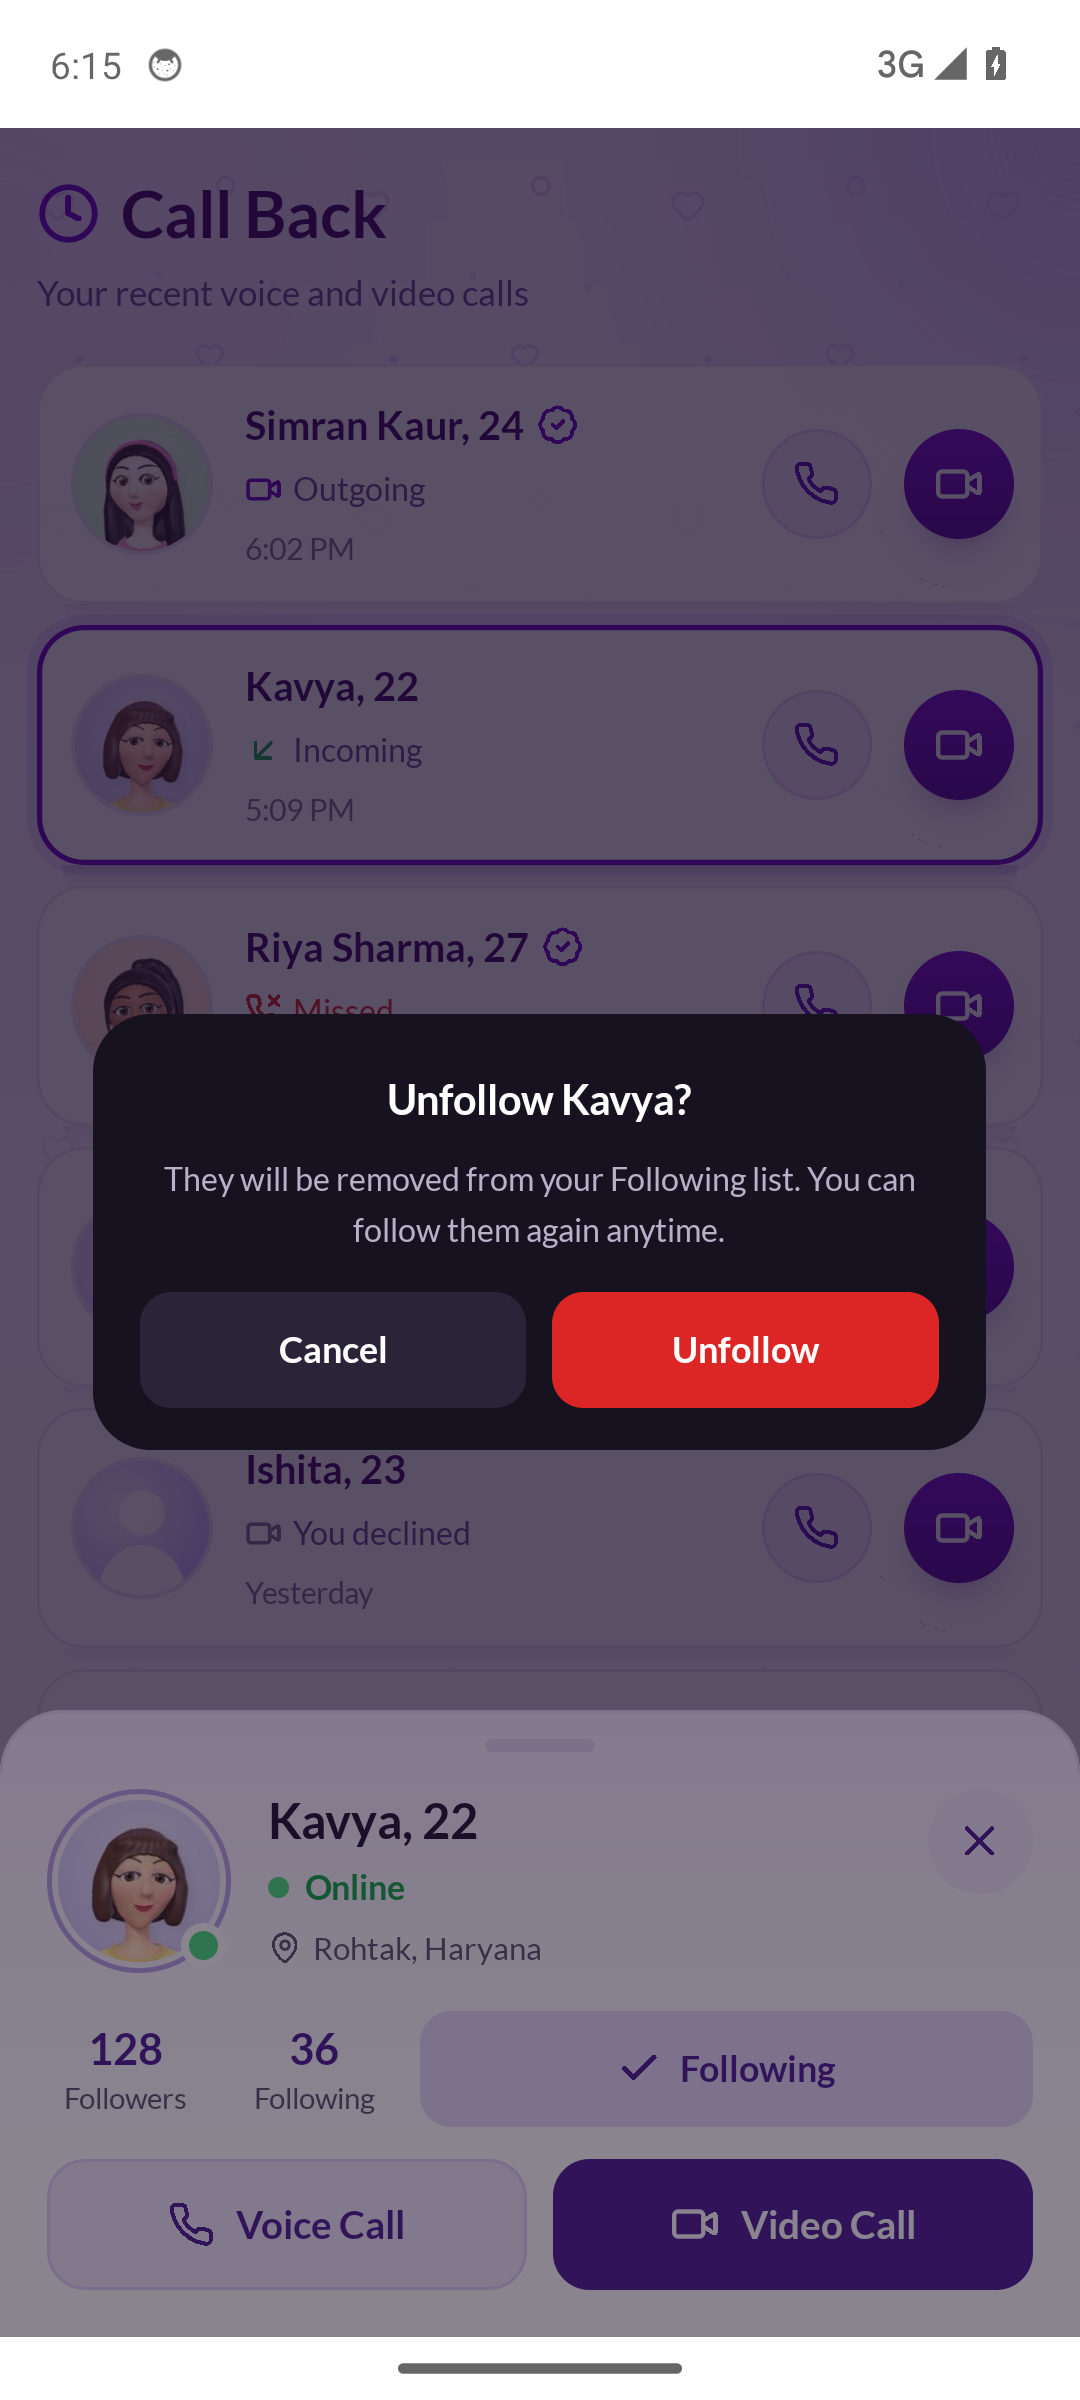 6:15
3G
Call Back
Your recent voice and video calls
Simran Kaur, 24
Outgoing
6:02 PM
Kavya, 22
Incoming
5:09 PM
Riya Sharma, 27
Missed
Unfollow Kavya?
They will be removed from your Following list. You can
follow them again anytime.
Cancel
Unfollow
Ishita, 23
You declined
Yesterday
Kavya, 22
Online
Rohtak, Haryana
128
Followers
36
Following
Following
Voice Call
Video Call